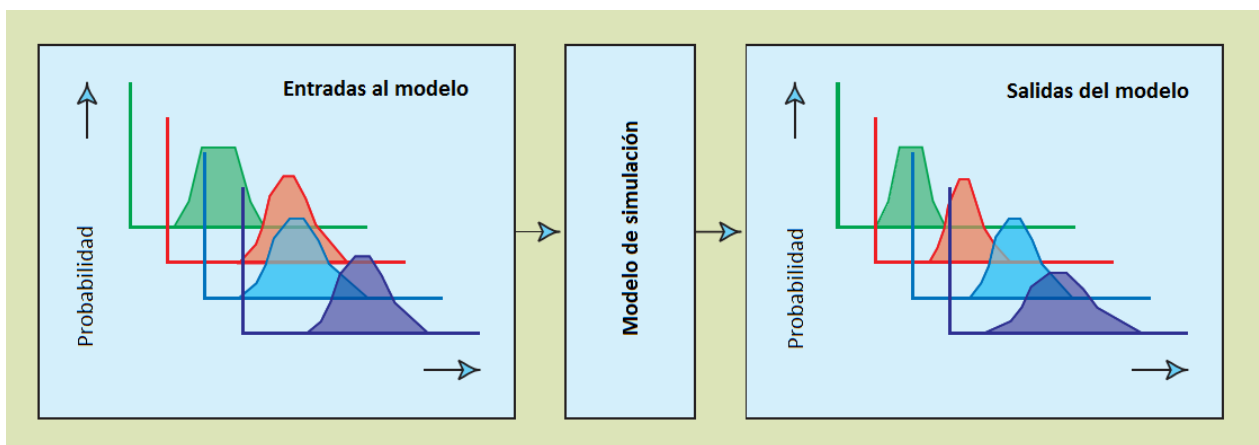 Entradas al modelo
Probabilidad
Modelo de simulación
Salidas del modelo
Probabilidad